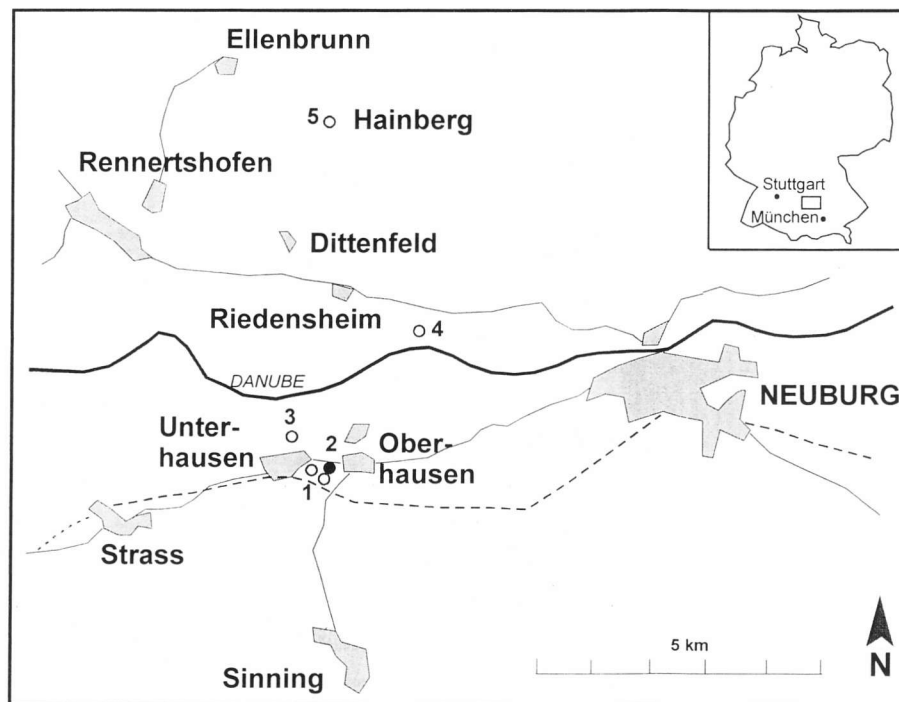 Ellenbrunn
5 Hainberg
Rennertshofen
Stuttgart
München
Dittenfeld
Riedensheim
4
DANUBE
NEUBURG
3
Unter-
hausen
2
Ober-
hausen
1
Strass
5 km
N
Sinning